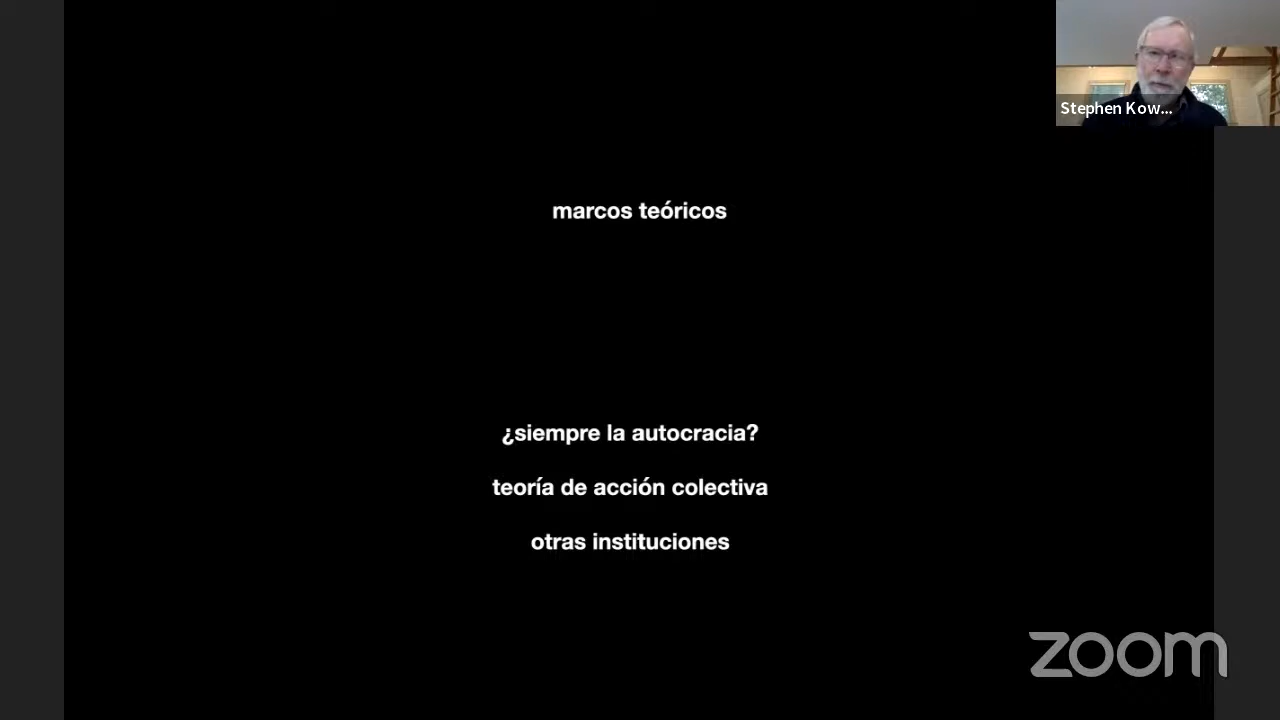 Stephen Kow...
marcos teóricos
¿siempre la autocracia?
teoría de acción colectiva
otras instituciones
zoom